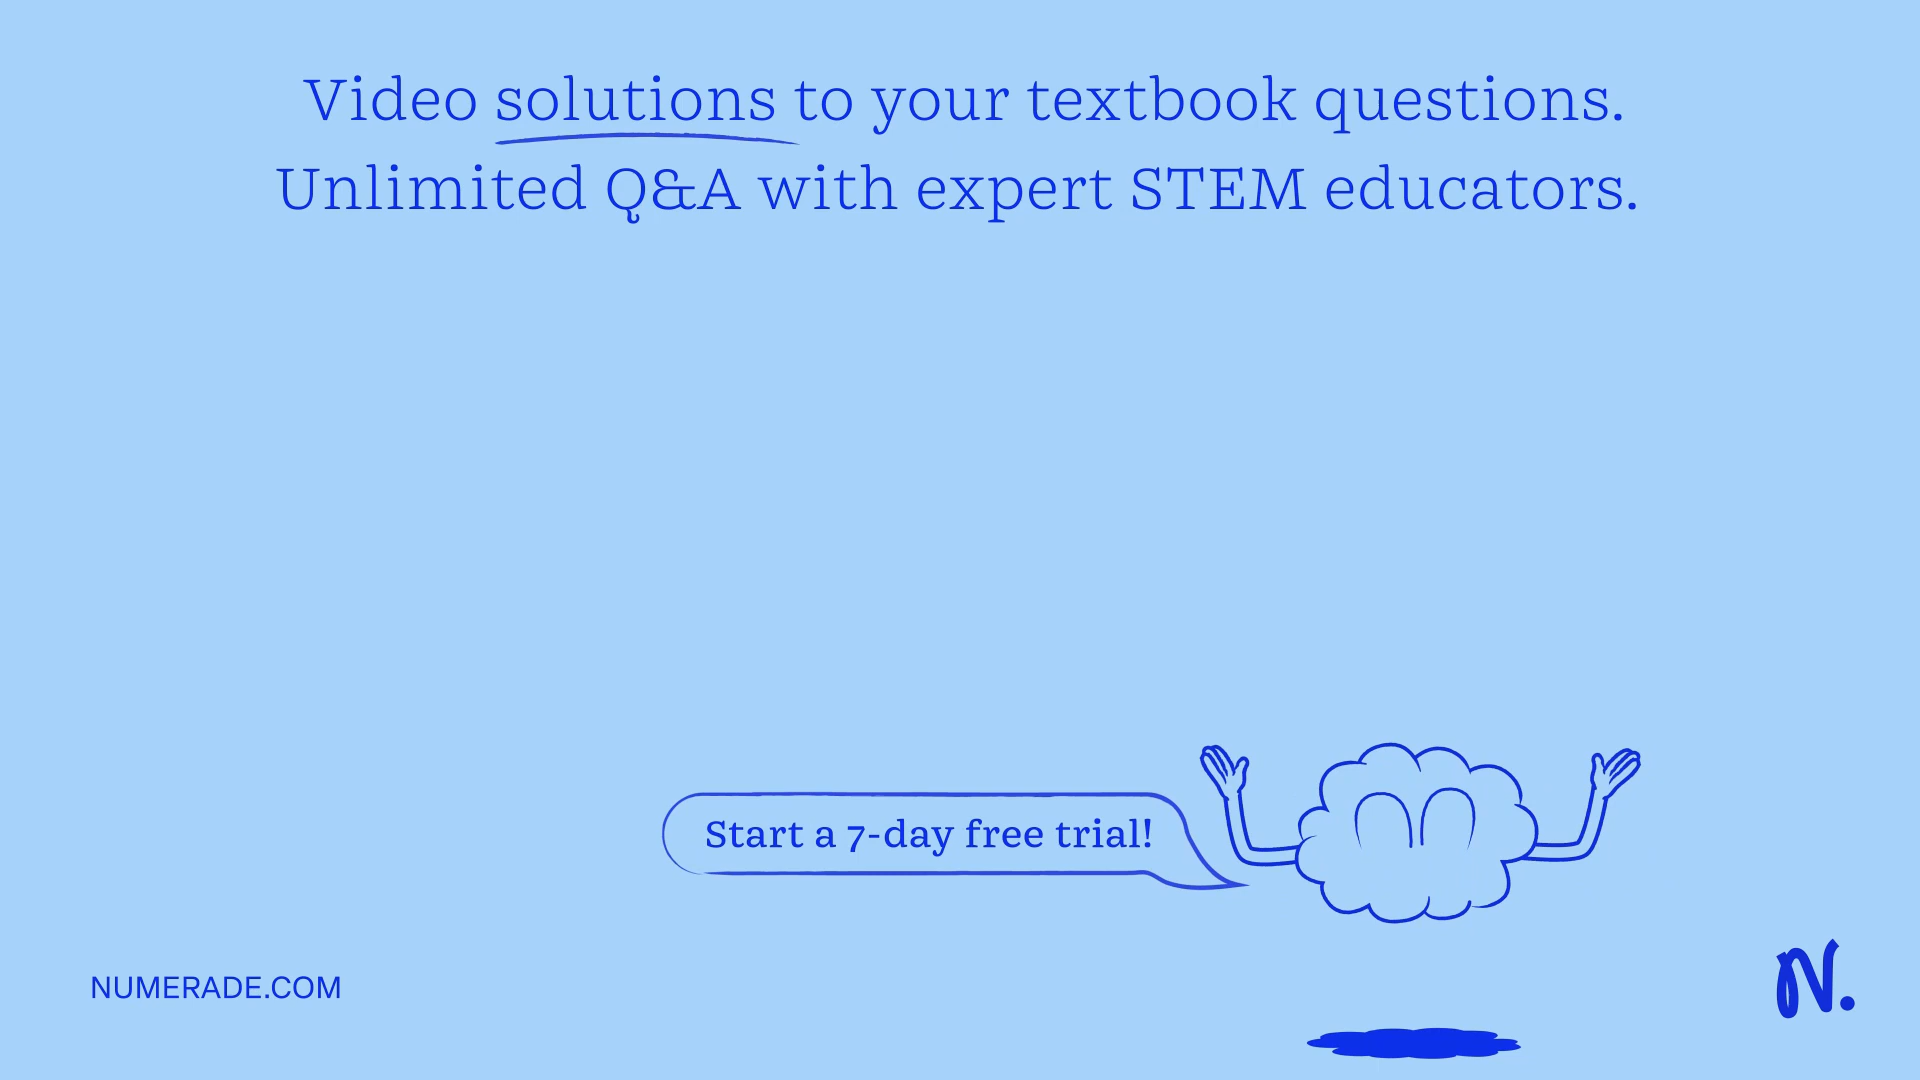 Video solutions to your textbook questions.
Unlimited Q&A with expert STEM educators.
Start a 7-day free trial!
NUMERADE.COM
N.